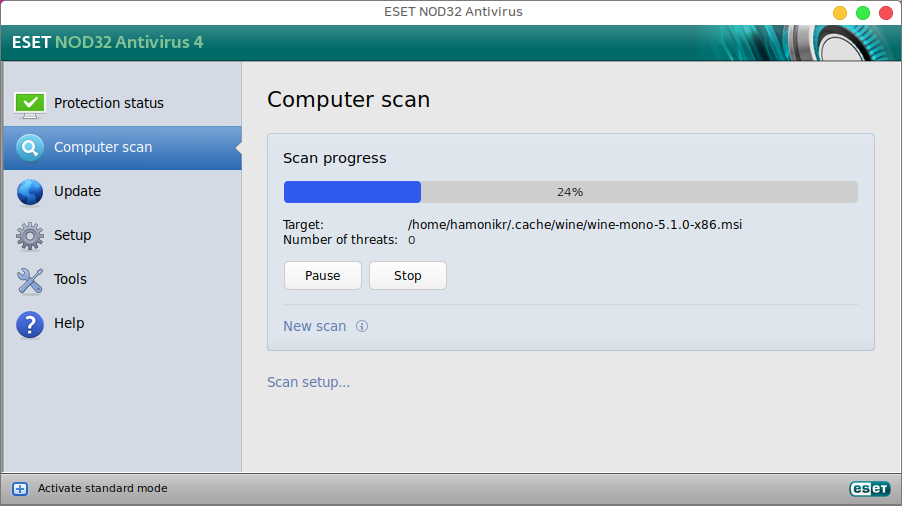 ESET NOD32 Antivirus
ESET NOD32 Antivirus 4
Protection status
Computer scan
Update
Setup
Tools
Help
Computer scan
Scan progress
24%
Target: /home/hamonikr/.cache/wine/wine-mono-5.1.0-x86.msi
Number of threats: 0
Pause Stop
New scan
Scan setup...
Activate standard mode
eseT